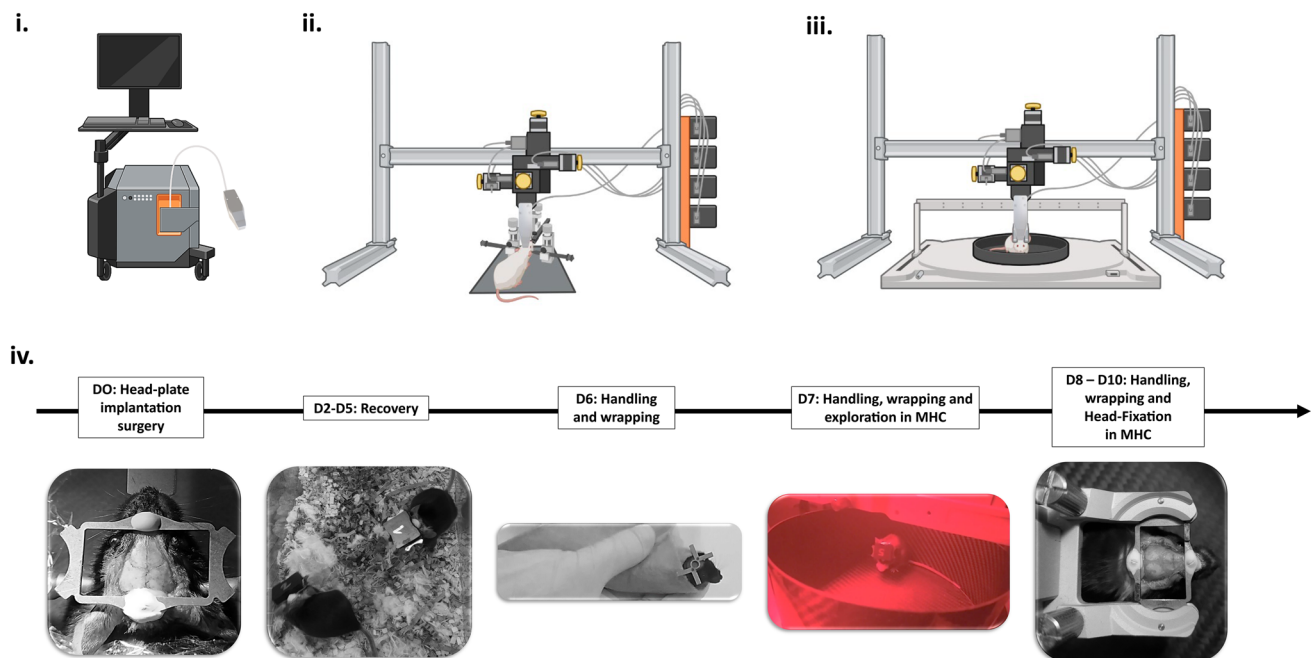 i.
ii.
iii.
iv.
DO: Head-plate
implantation
surgery
D2-D5: Recovery
D6: Handling
and wrapping
D7: Handling, wrapping and
exploration in MHC
D8 – D10: Handling,
wrapping and
Head-Fixation
in MHC